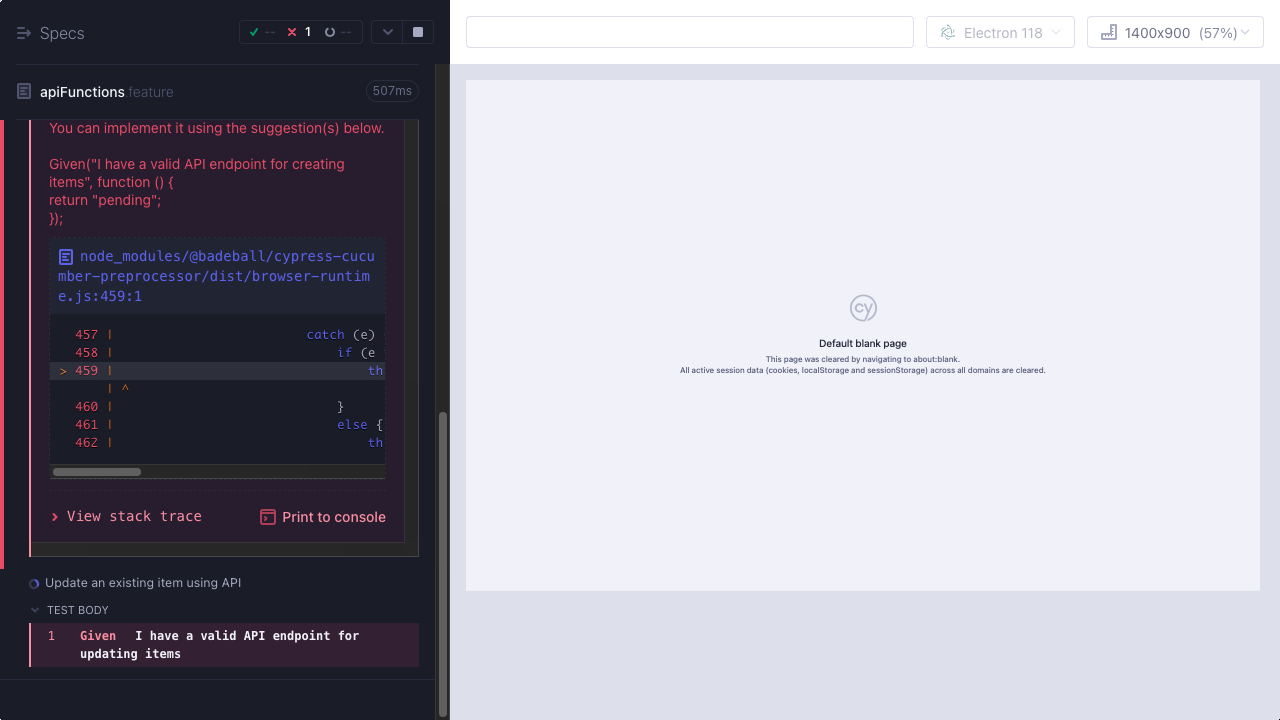 Specs
-- 1 --
Electron 118
1400x900 (57%)
apiFunctions.feature
507ms
You can implement it using the suggestion(s) below.
Given("I have a valid API endpoint for creating
items", function () {
return "pending";
});
node_modules/@badeball/cypress-cucu
mber-preprocessor/dist/browser-runtim
e.js:459:1
457 | catch (e)
458 | if (e
> 459 | th
| ^
460 | }
461 | else {
462 | th
View stack trace
Print to console
Update an existing item using API
TEST BODY
1 Given I have a valid API endpoint for
updating items
cy
Default blank page
This page was cleared by navigating to about:blank.
All active session data (cookies, localStorage and sessionStorage) across all domains are cleared.